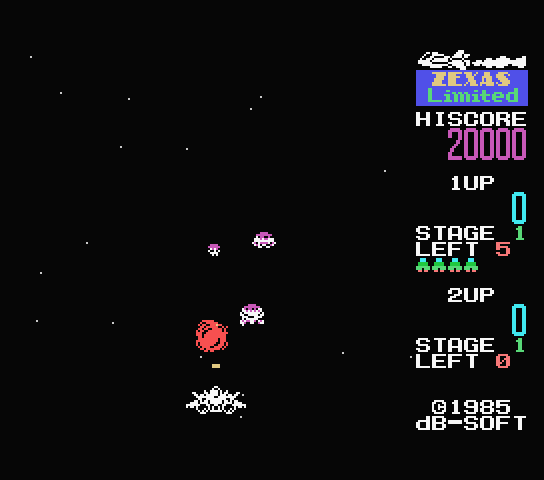 ZEXAS
Limited
HISCORE
20000
1UP
0
STAGE 1
LEFT 5
2UP
0
STAGE 1
LEFT 0
©1985
dB-SOFT